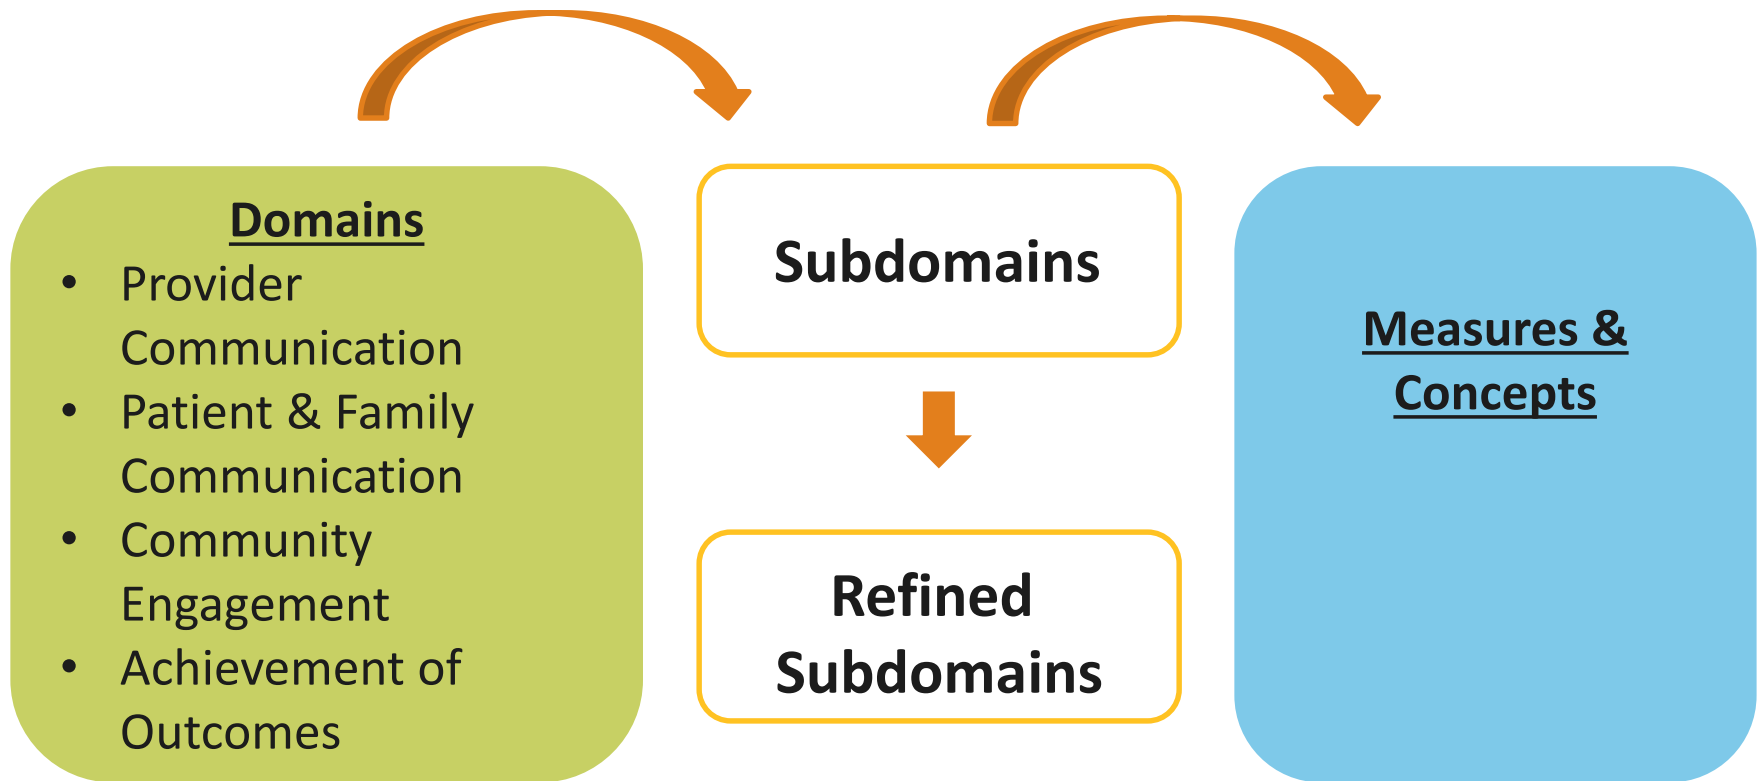 Domains
• Provider
Communication
• Patient & Family
Communication
• Community
Engagement
• Achievement of
Outcomes
Subdomains
Refined
Subdomains
Measures &
Concepts